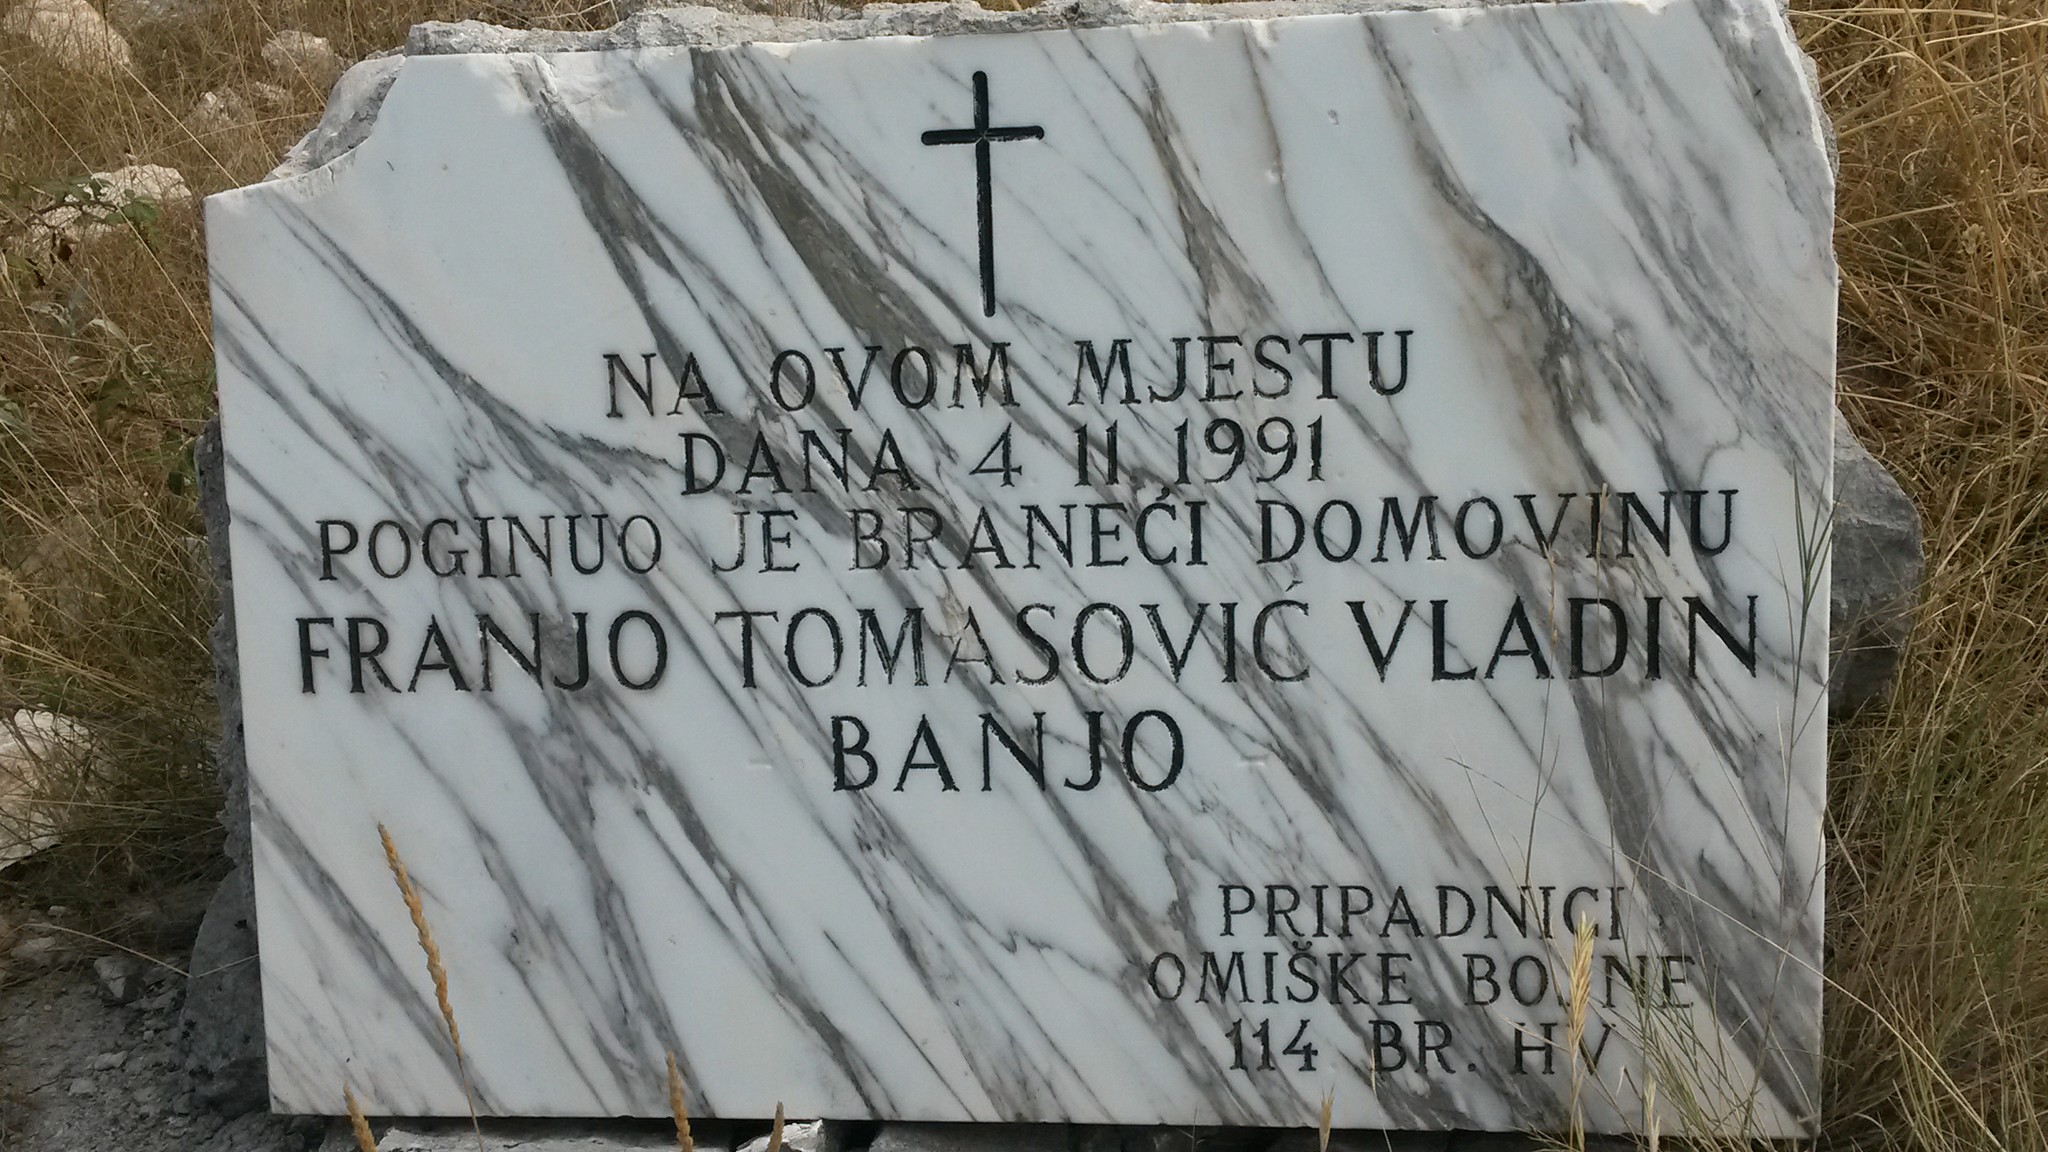 NA OVOM MJESTU
DANA 4 11 1991
POGINUO JE BRANEĆI DOMOVINU
FRANJO TOMASOVIĆ VLADIN
- BANJO -
PRIPADNICI
OMIŠKE BOJNE
114 BR. HV